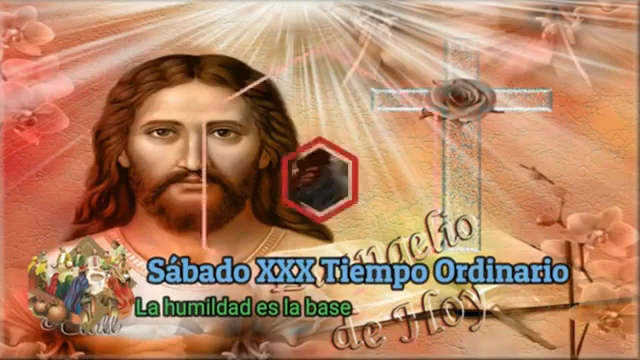 Evangelio
Sábado XXX Tiempo Ordinario
La humildad es la base
de Hoy